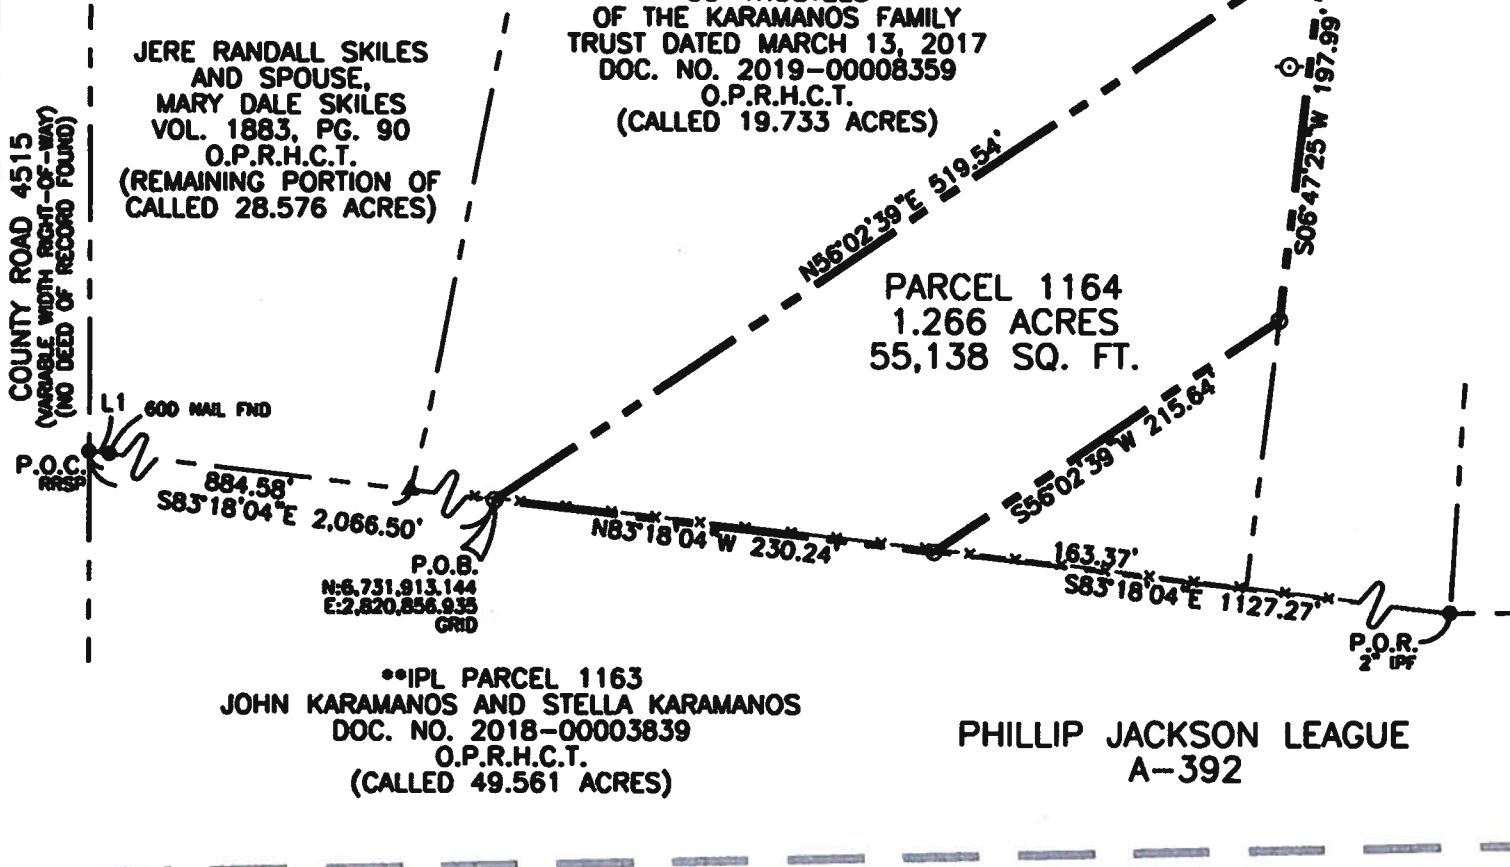 OF THE KARAMANOS FAMILY
TRUST DATED MARCH 13, 2017
DOC. NO. 2019-00008359
O.P.R.H.C.T.
(CALLED 19.733 ACRES)
JERE RANDALL SKILES
AND SPOUSE,
MARY DALE SKILES
VOL. 1883, PG. 90
O.P.R.H.C.T.
(REMAINING PORTION OF
CALLED 28.576 ACRES)
COUNTY ROAD 4515
(VARIABLE WIDTH RIGHT-OF-WAY)
(NO DEED OF RECORD FOUND)
S06°47'25"W 197.99'
N56°02'39"E 519.54'
PARCEL 1164
1.266 ACRES
55,138 SQ. FT.
L1
60D NAIL FND
P.O.C.
RRSP
884.58'
S83°18'04"E 2,066.50'
S56°02'39"W 215.64'
N83°18'04"W 230.24'
P.O.B.
N:6,731,913.144
E:2,820,856.935
GRID
163.37'
S83°18'04"E 1127.27'
P.O.R.
2" IPF
**IPL PARCEL 1163
JOHN KARAMANOS AND STELLA KARAMANOS
DOC. NO. 2018-00003839
O.P.R.H.C.T.
(CALLED 49.561 ACRES)
PHILLIP JACKSON LEAGUE
A-392